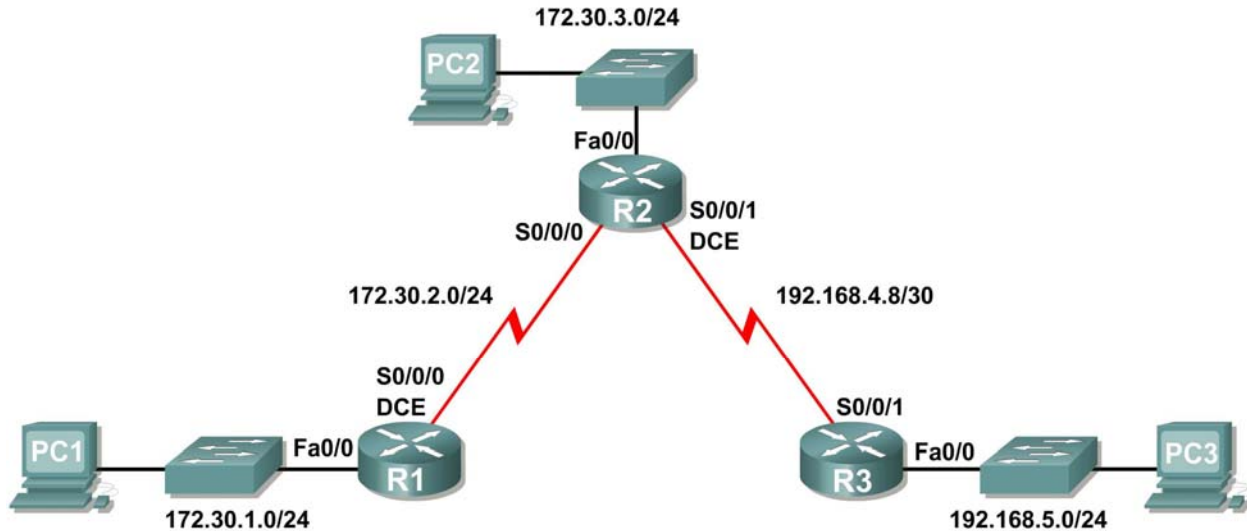 172.30.3.0/24
PC2
Fa0/0
R2
S0/0/0
S0/0/1
DCE
172.30.2.0/24
192.168.4.8/30
S0/0/0
DCE
S0/0/1
PC1
Fa0/0
R1
R3
Fa0/0
PC3
172.30.1.0/24
192.168.5.0/24